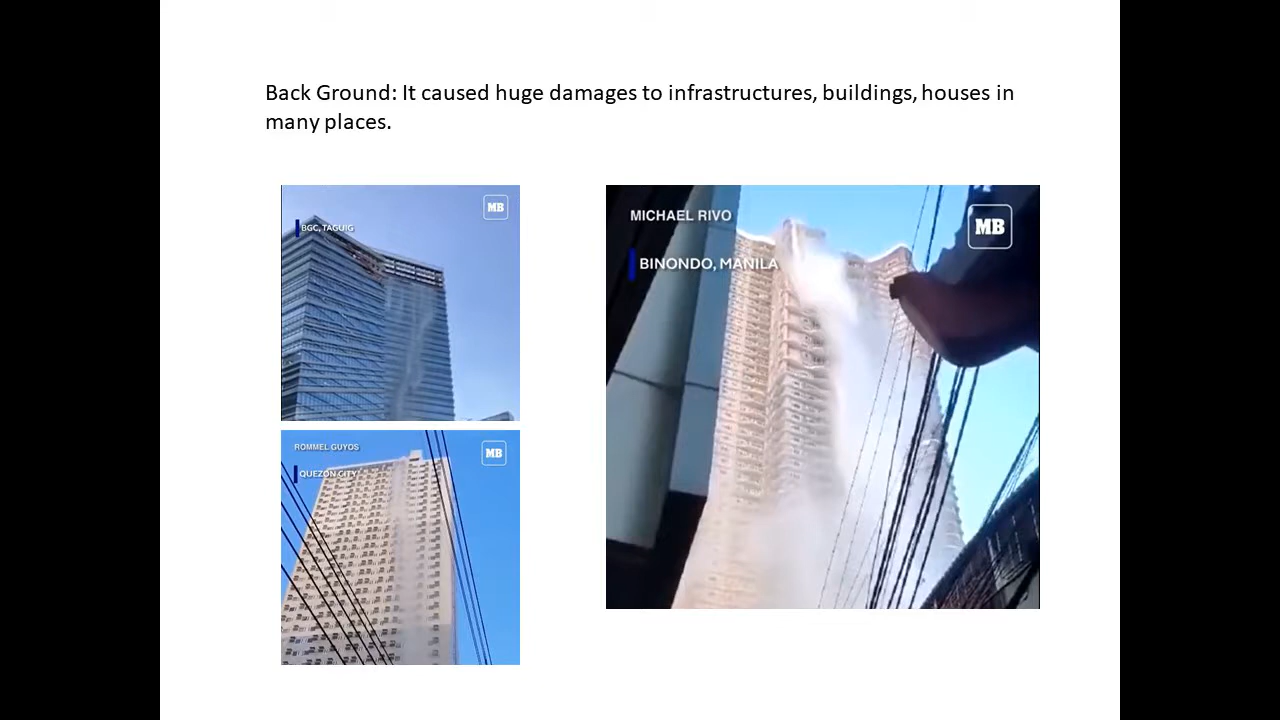 Back Ground: It caused huge damages to infrastructures, buildings, houses in
many places.
MB
BGC, TAGUIG
MICHAEL RIVO
MB
BINONDO, MANILA
ROMMEL GUYOS
MB
QUEZON CITY